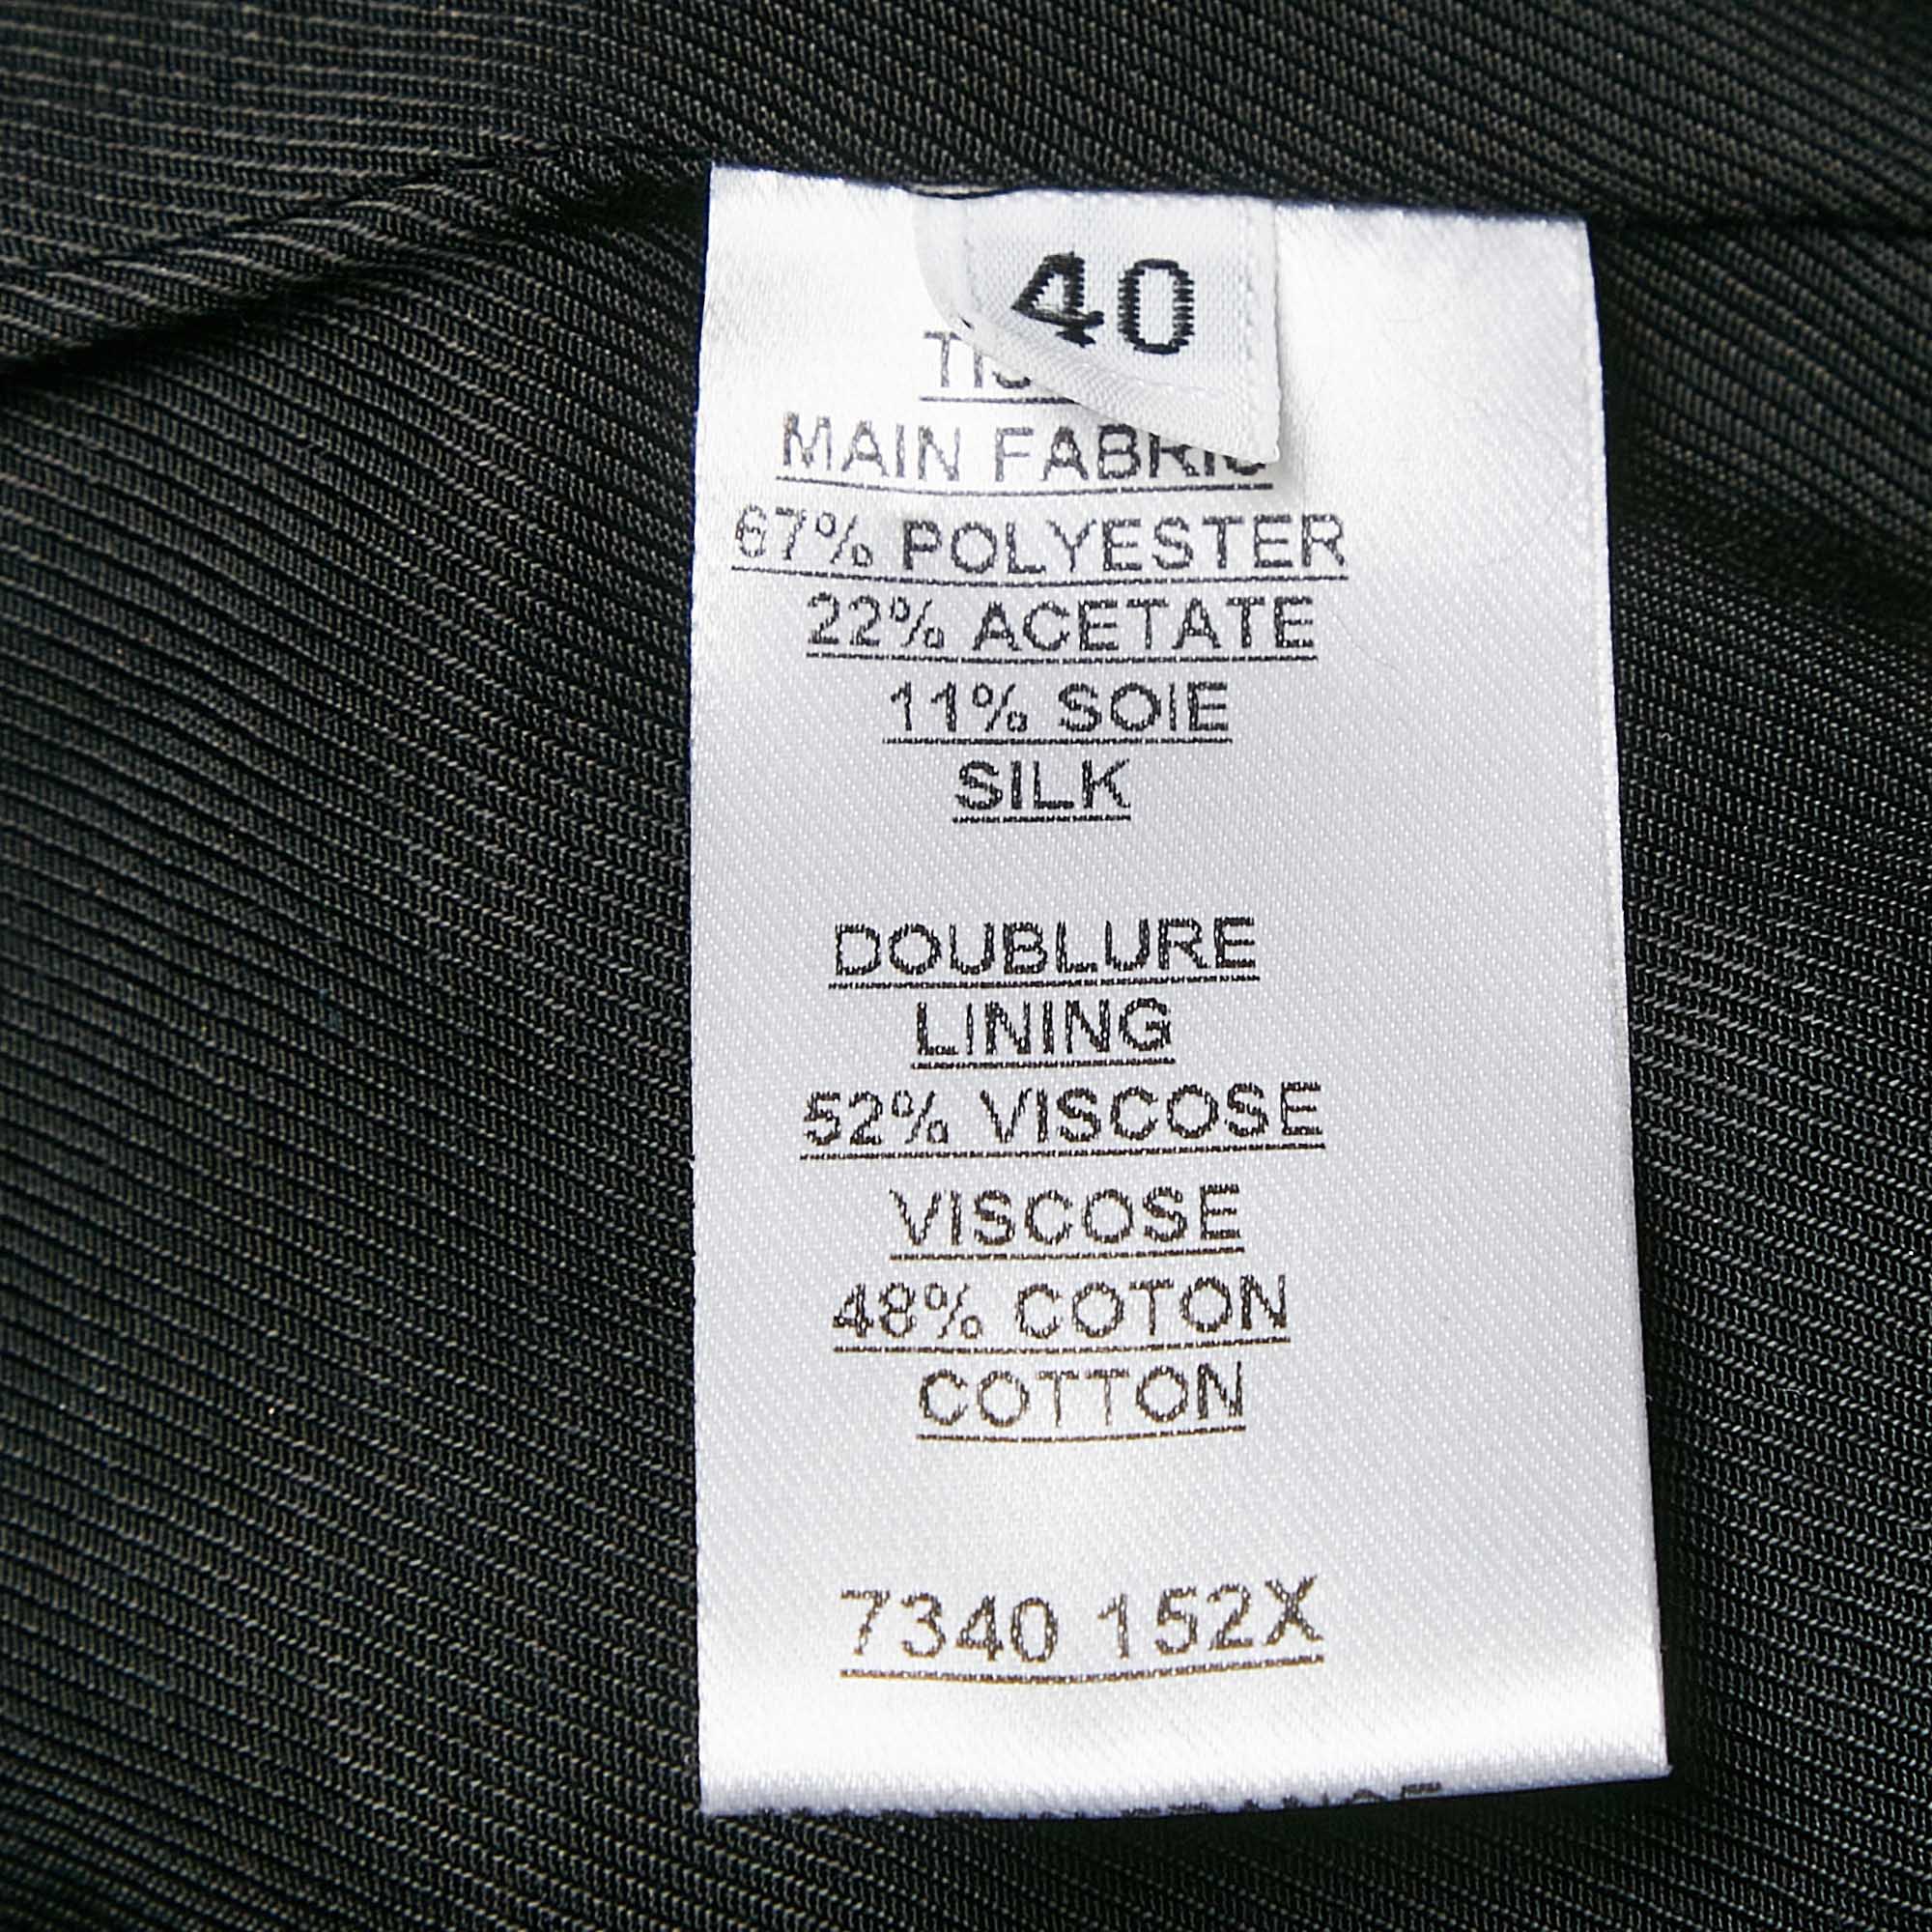 40
MAIN FABRIC
67% POLYESTER
22% ACETATE
11% SOIE
SILK
DOUBLURE
LINING
52% VISCOSE
VISCOSE
48% COTON
COTTON
7340 152X